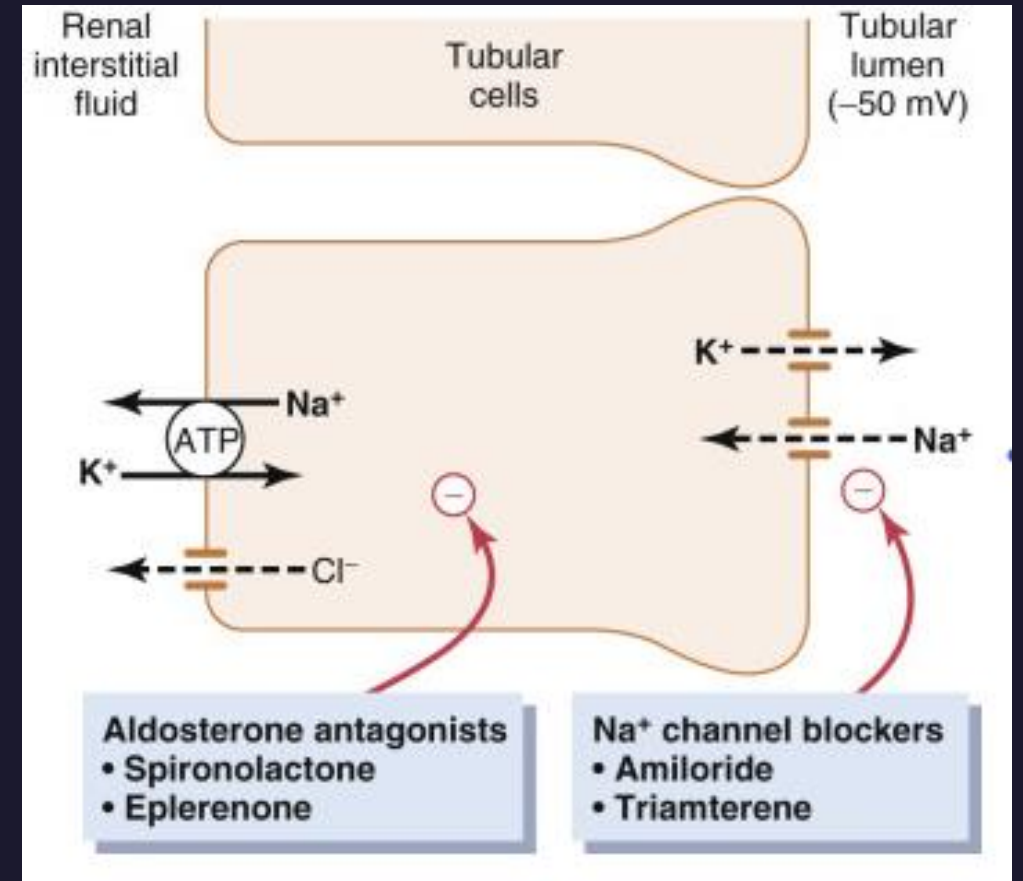 Renal
interstitial
fluid
Tubular
cells
Tubular
lumen
(–50 mV)
K⁺
Na⁺
ATP
Na⁺
K⁺
–
–
Cl⁻
Aldosterone antagonists
• Spironolactone
• Eplerenone
Na⁺ channel blockers
• Amiloride
• Triamterene